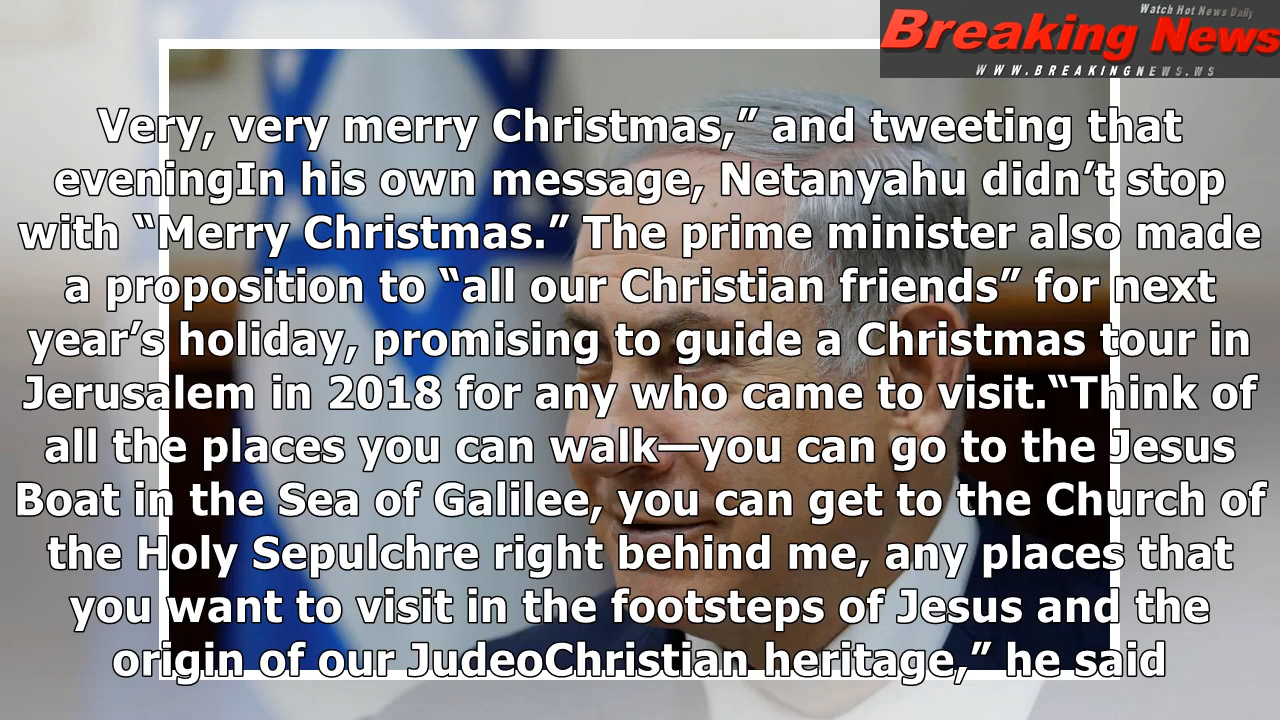 Watch Hot News Daily
Breaking News
WWW.BREAKINGNEWS.WS
Very, very merry Christmas,” and tweeting that
eveningIn his own message, Netanyahu didn’t stop
with “Merry Christmas.” The prime minister also made
a proposition to “all our Christian friends” for next
year’s holiday, promising to guide a Christmas tour in
Jerusalem in 2018 for any who came to visit.“Think of
all the places you can walk—you can go to the Jesus
Boat in the Sea of Galilee, you can get to the Church of
the Holy Sepulchre right behind me, any places that
you want to visit in the footsteps of Jesus and the
origin of our JudeoChristian heritage,” he said